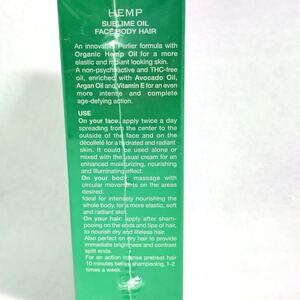 HEMP
SUBLIME OIL
FACE BODY HAIR
An innovative Perlier formula with
Organic Hemp Oil for a more
elastic and radiant looking skin.
A non-psychoactive and THC-free
oil, enriched with Avocado Oil,
Argan Oil and Vitamin E for an even
more intense and complete
age-defying action.
USE
On your face: apply twice a day
spreading from the center to the
outside of the face and on the
décolleté for a hydrated and radiant
skin. It could be used alone or
mixed with the usual cream for an
enhanced moisturizing, nourishing
and illuminating effect.
On your body: massage with
circular movements on the areas
desired.
Ideal for intensely nourishing the
whole body, for a more elastic, soft
and radiant skin.
On your hair: apply after sham-
pooing on the ends and tips of hair,
to nourish dry and lifeless hair.
Also perfect on dry hair to provide
immediate brightness and contrast
split ends.
For an action intense pretreat hair
10 minutes before shampooing, 1-2
times a week.